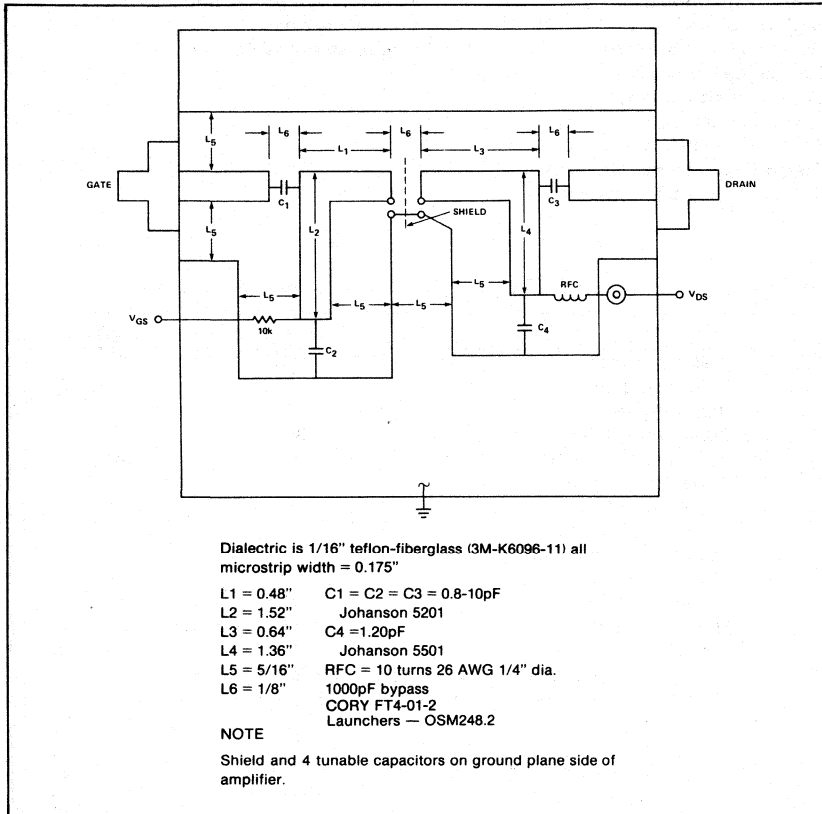 L5
L6
L1
L6
L3
L6
GATE
C1
C3
DRAIN
SHIELD
L5
L2
L4
L5
L5
L5
L5
RFC
VGS
10k
C2
C4
VDS
Dialectric is 1/16" teflon-fiberglass (3M-K6096-11) all
microstrip width = 0.175"
L1 = 0.48" C1 = C2 = C3 = 0.8-10pF
L2 = 1.52" Johanson 5201
L3 = 0.64" C4 =1.20pF
L4 = 1.36" Johanson 5501
L5 = 5/16" RFC = 10 turns 26 AWG 1/4" dia.
L6 = 1/8" 1000pF bypass
CORY FT4-01-2
Launchers — OSM248.2
NOTE
Shield and 4 tunable capacitors on ground plane side of
amplifier.